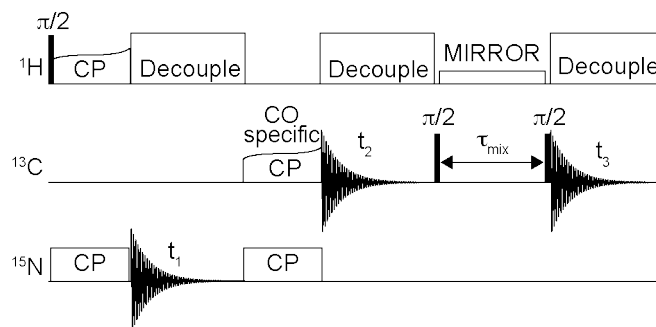 π/2
¹H
CP
Decouple
Decouple
MIRROR
Decouple
CO
specific
CP
t₂
π/2
τmix
π/2
t₃
¹³C
¹⁵N
CP
t₁
CP